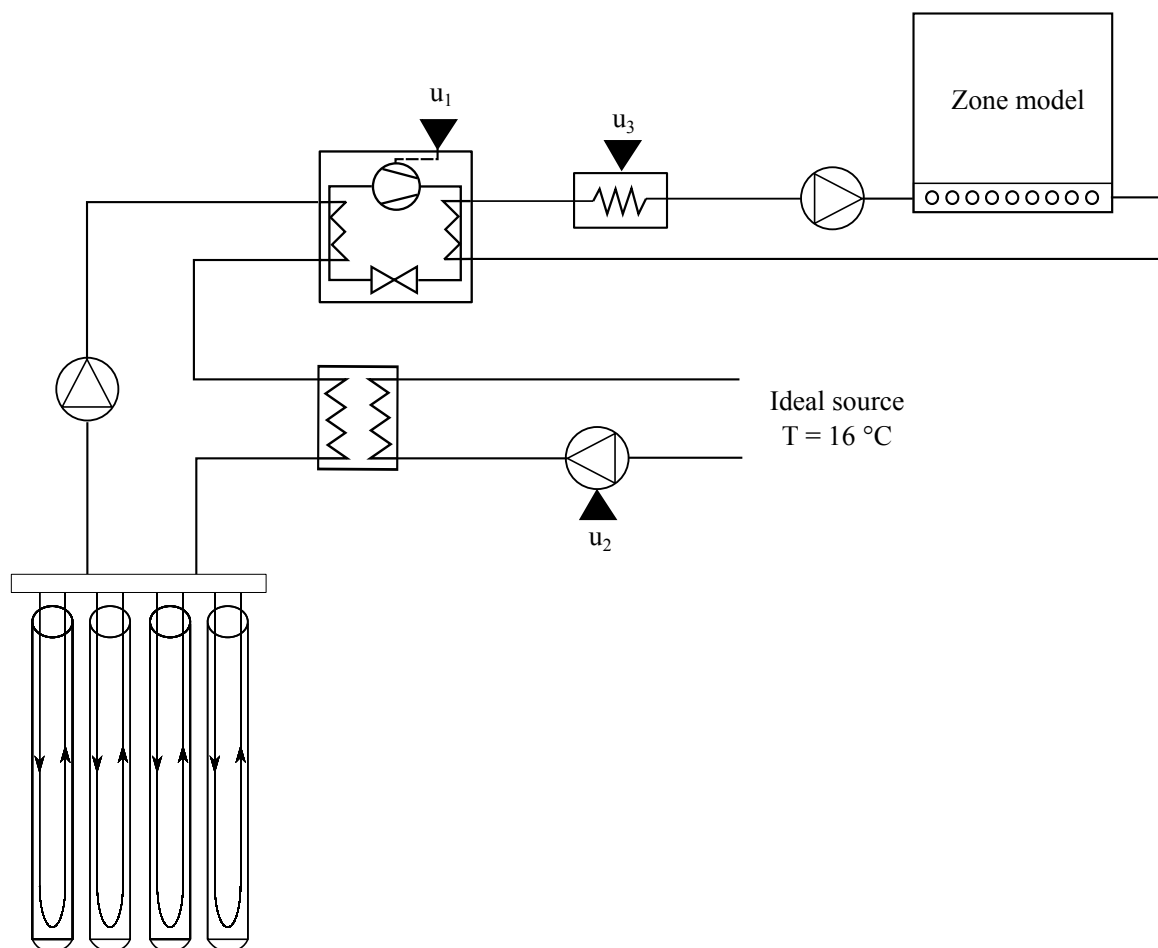 Zone model
u₁
u₃
Ideal source
T = 16 °C
u₂